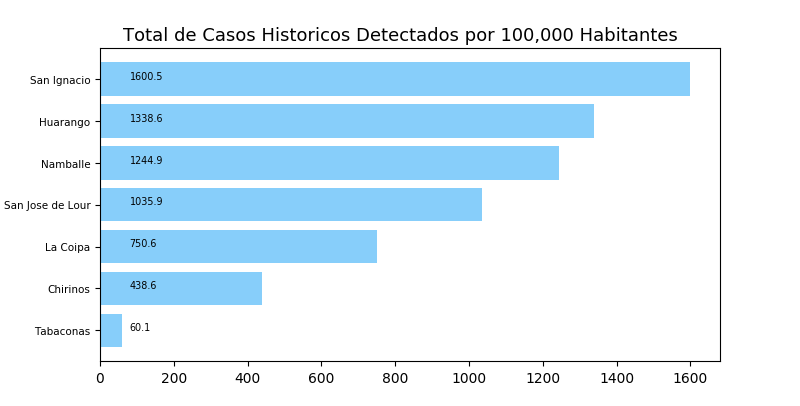 Total de Casos Historicos Detectados por 100,000 Habitantes
San Ignacio 1600.5
Huarango 1338.6
Namballe 1244.9
San Jose de Lour 1035.9
La Coipa 750.6
Chirinos 438.6
Tabaconas 60.1
0 200 400 600 800 1000 1200 1400 1600